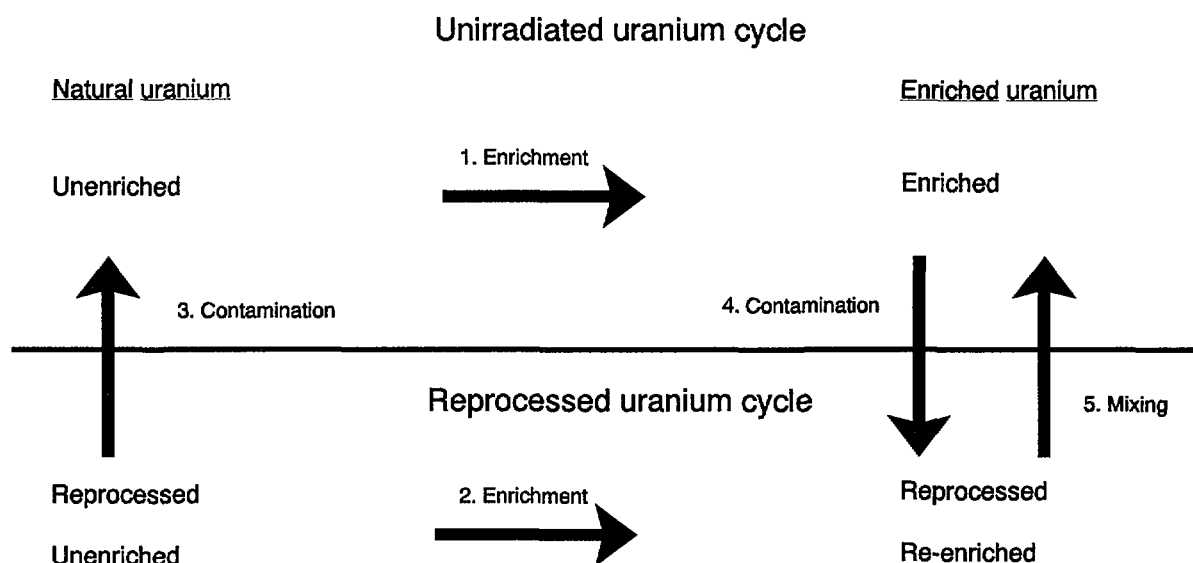 Unirradiated uranium cycle
Natural uranium
Enriched uranium
1. Enrichment
Unenriched
Enriched
3. Contamination
4. Contamination
Reprocessed uranium cycle
5. Mixing
Reprocessed
2. Enrichment
Reprocessed
Unenriched
Re-enriched